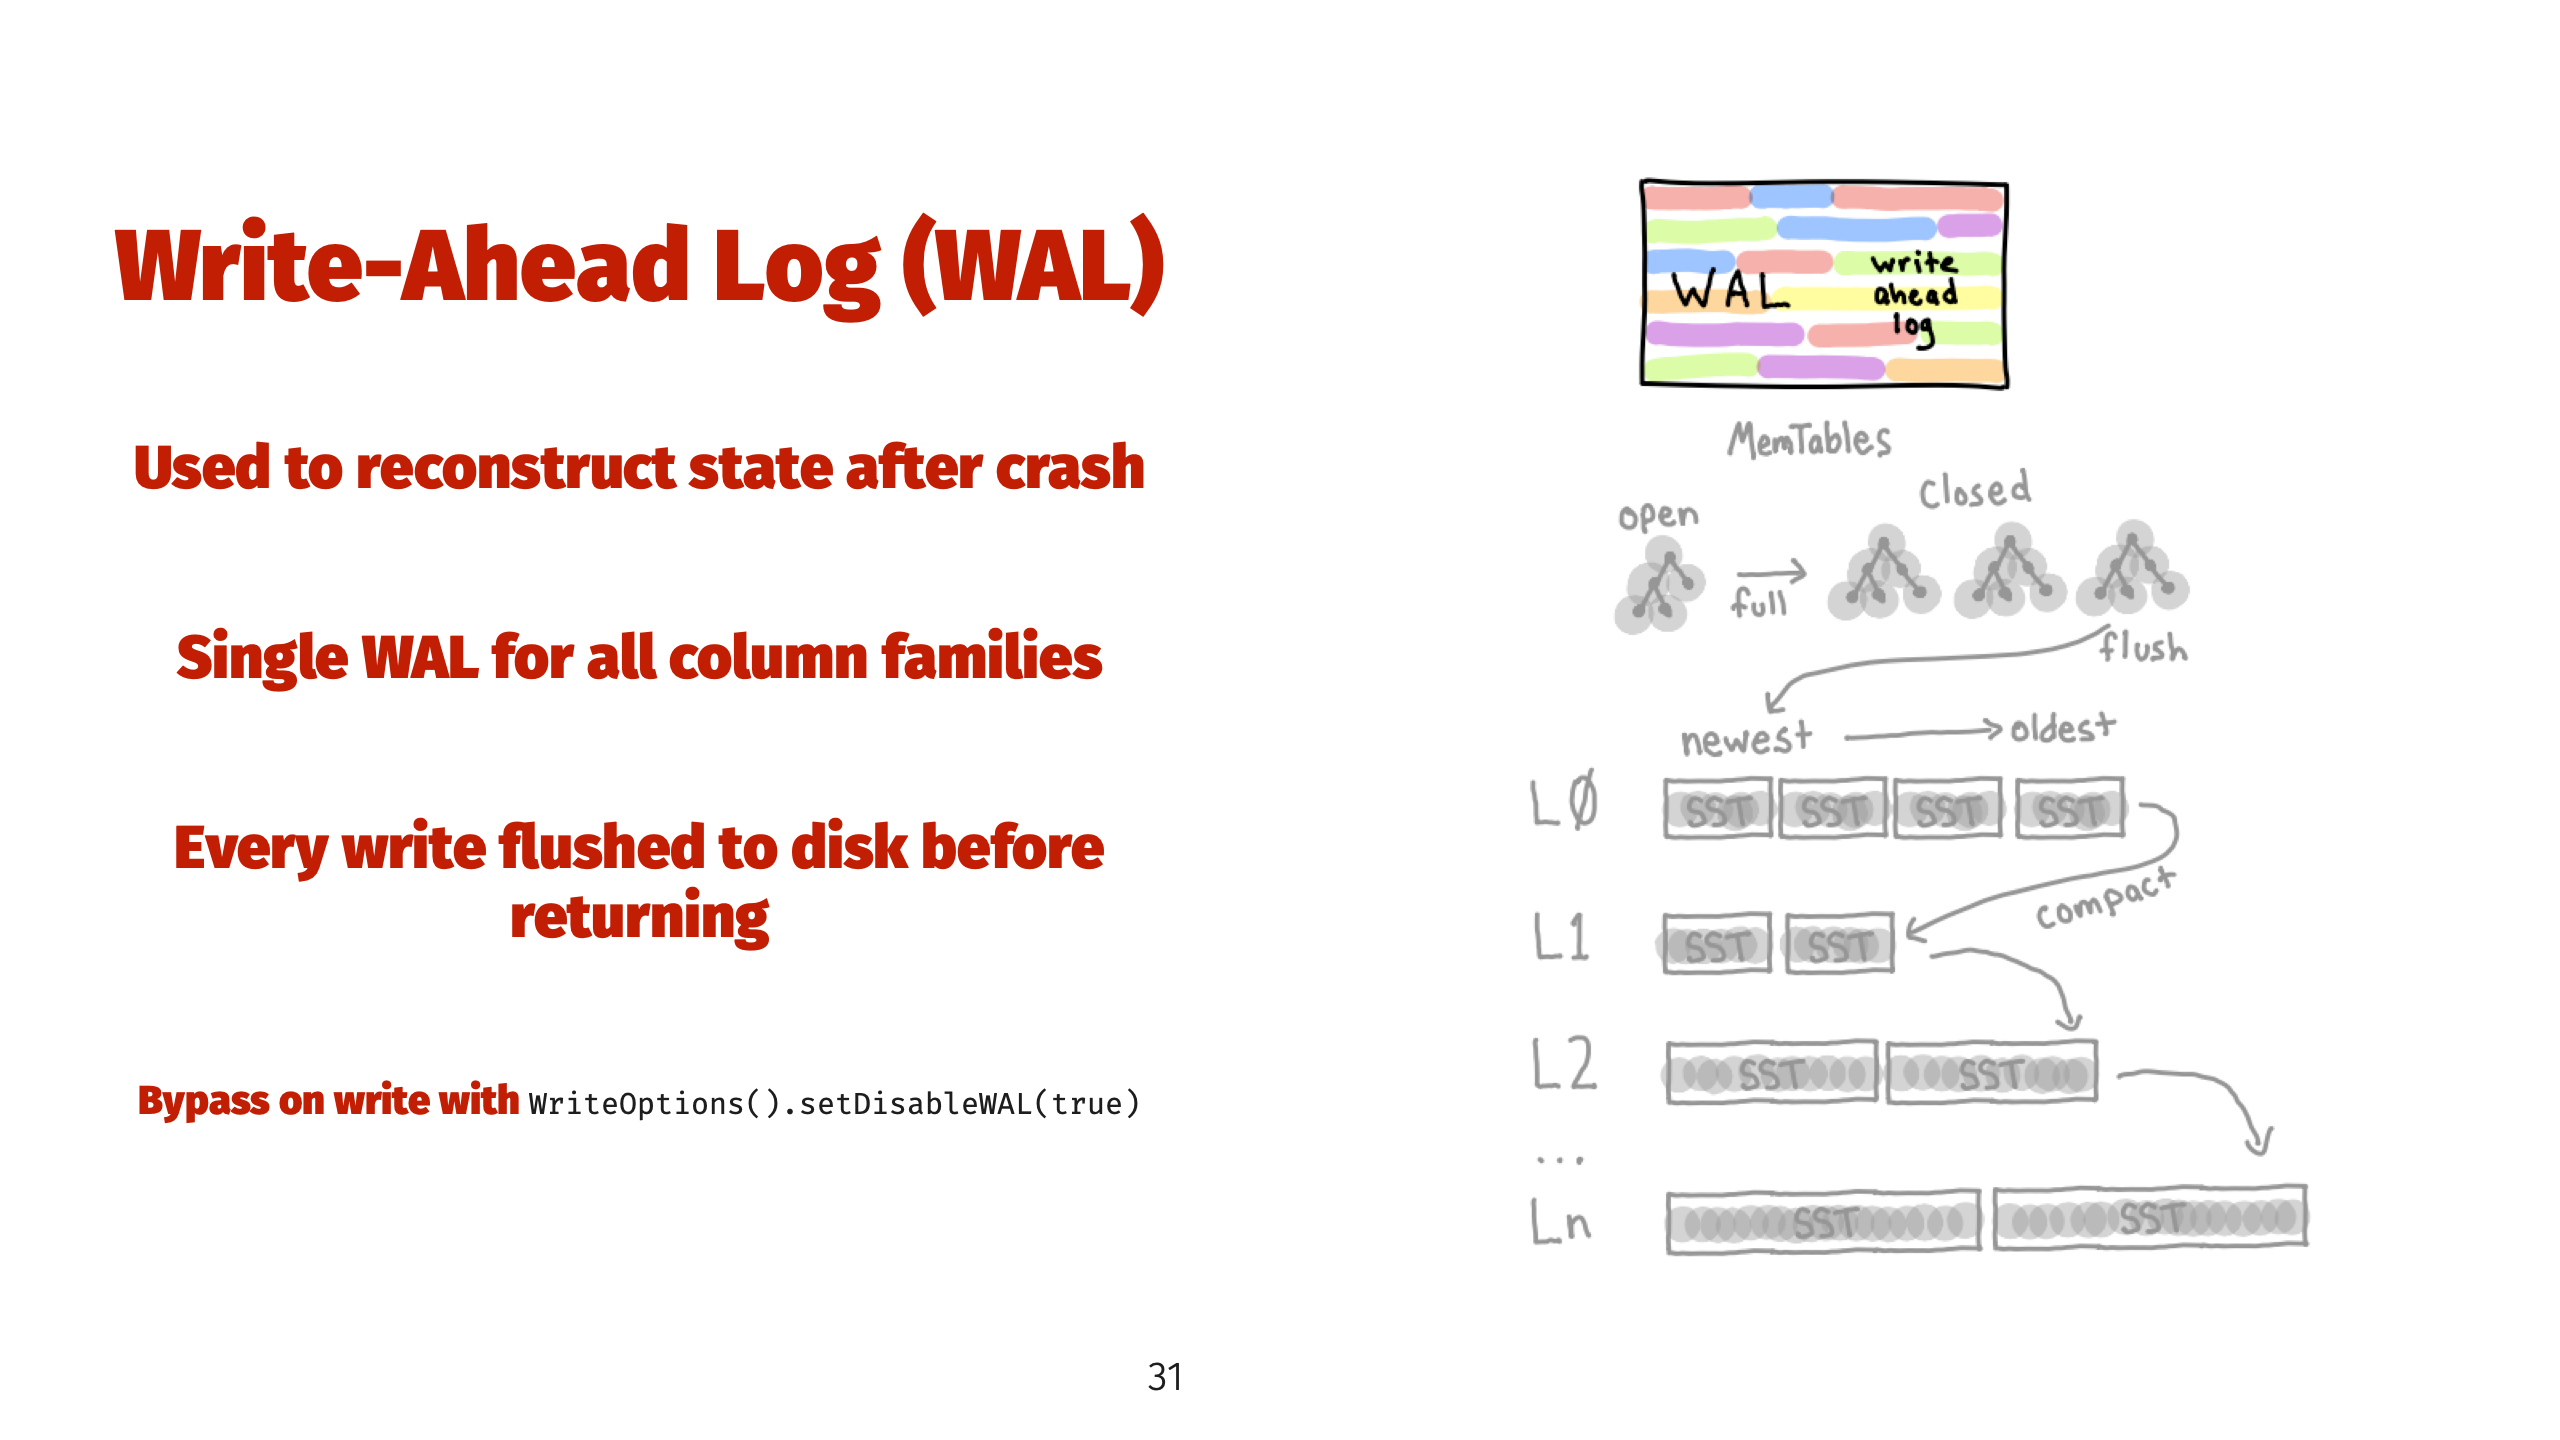 Write-Ahead Log (WAL)
Used to reconstruct state after crash
Single WAL for all column families
Every write flushed to disk before
returning
Bypass on write with WriteOptions().setDisableWAL(true)
WAL
write
ahead
log
MemTables
open
Closed
full
flush
newest
oldest
LØ
SST SST SST SST
compact
L1
SST SST
L2
SST SST
...
Ln
SST SST
31